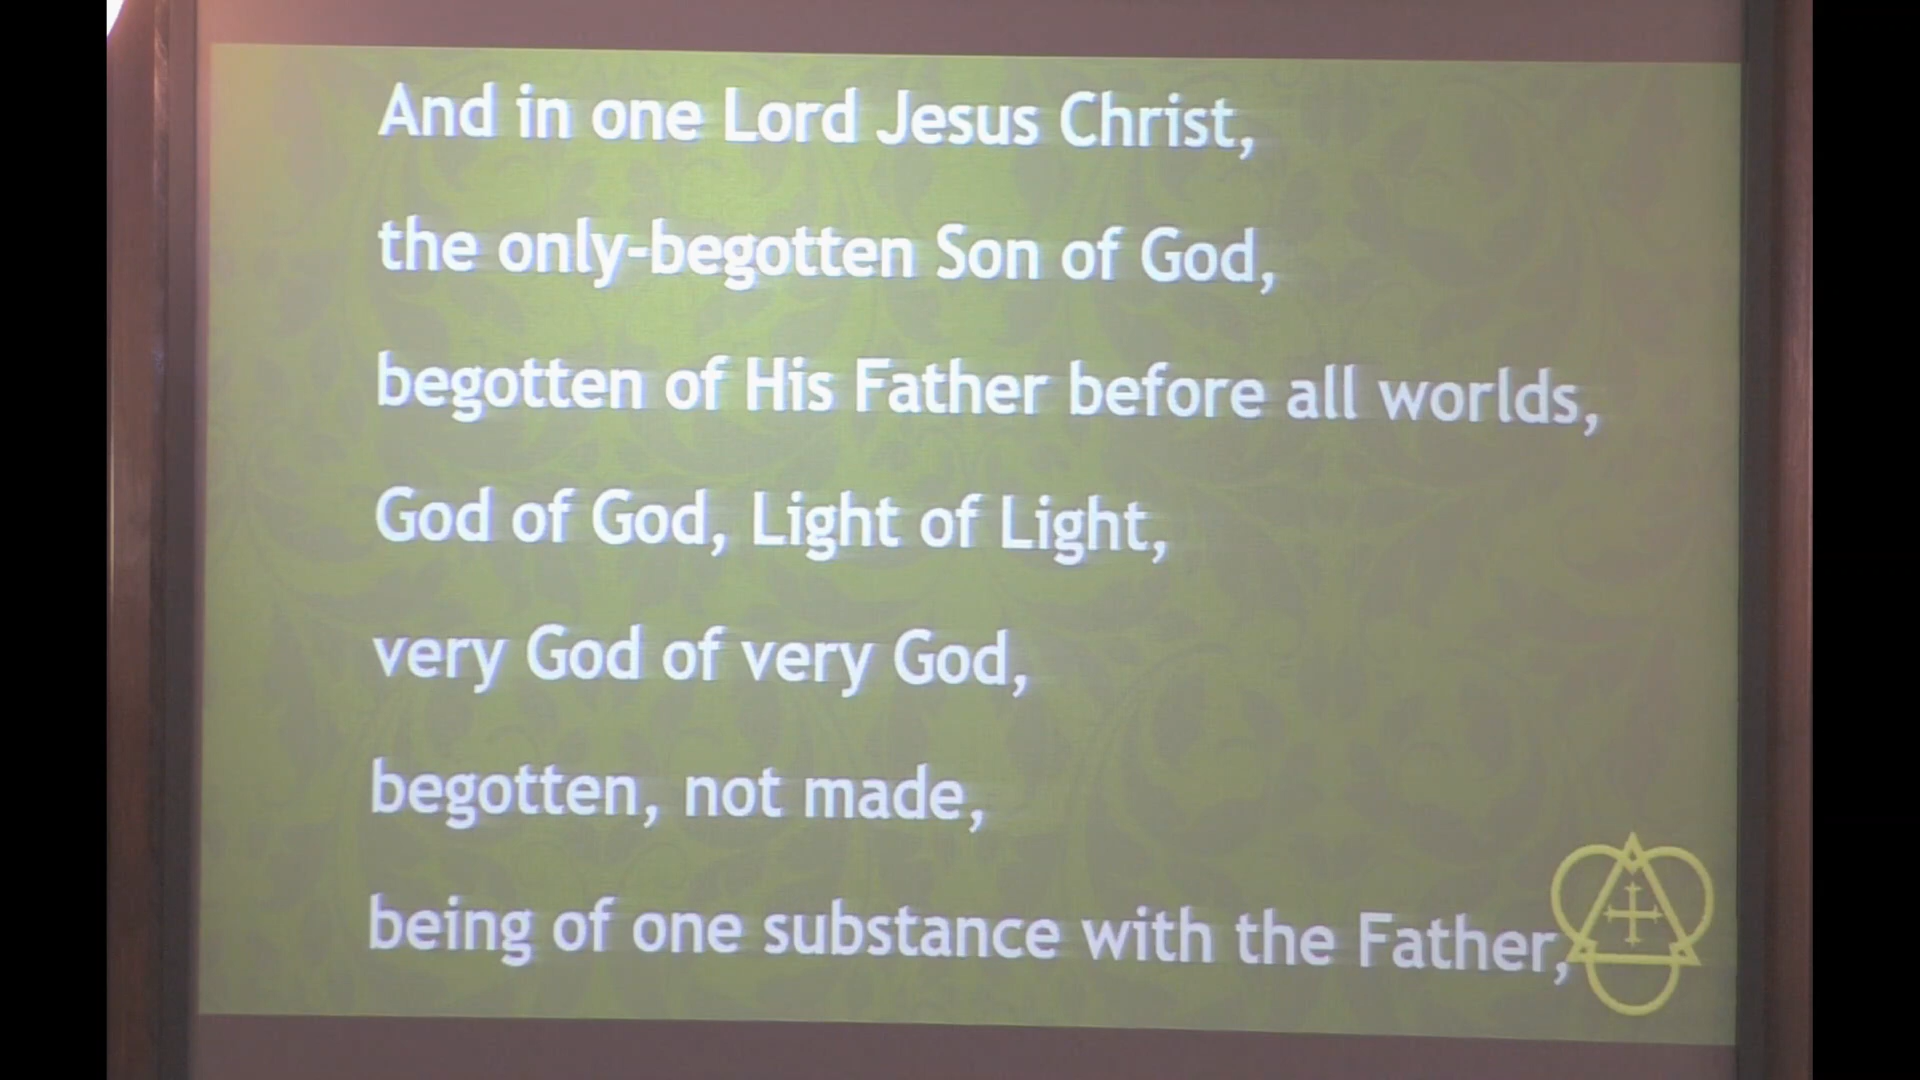 And in one Lord Jesus Christ,
the only-begotten Son of God,
begotten of His Father before all worlds,
God of God, Light of Light,
very God of very God,
begotten, not made,
being of one substance with the Father,